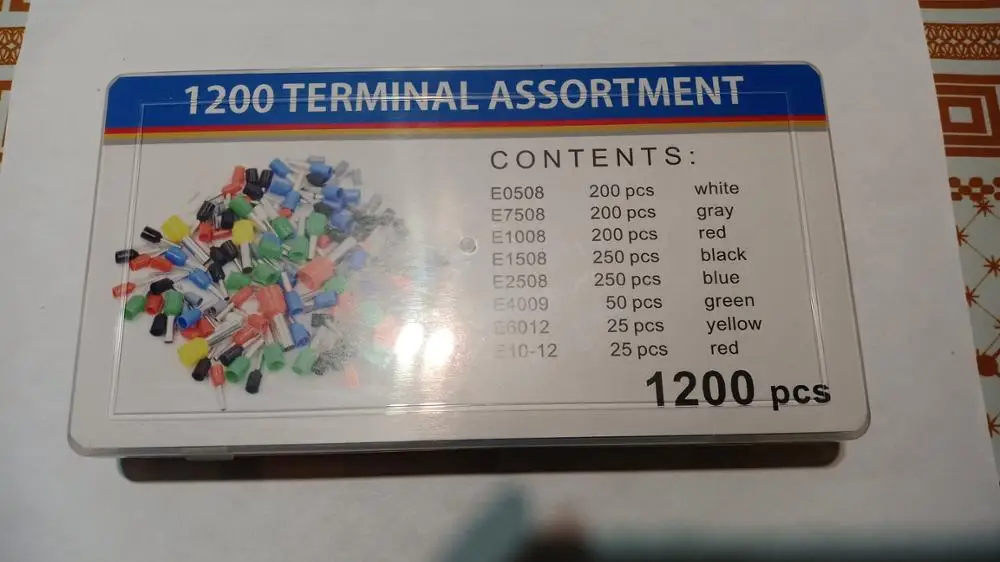 1200 TERMINAL ASSORTMENT
CONTENTS:
E0508 200 pcs white
E7508 200 pcs gray
E1008 200 pcs red
E1508 250 pcs black
E2508 250 pcs blue
E4009 50 pcs green
E6012 25 pcs yellow
E10-12 25 pcs red
1200 pcs